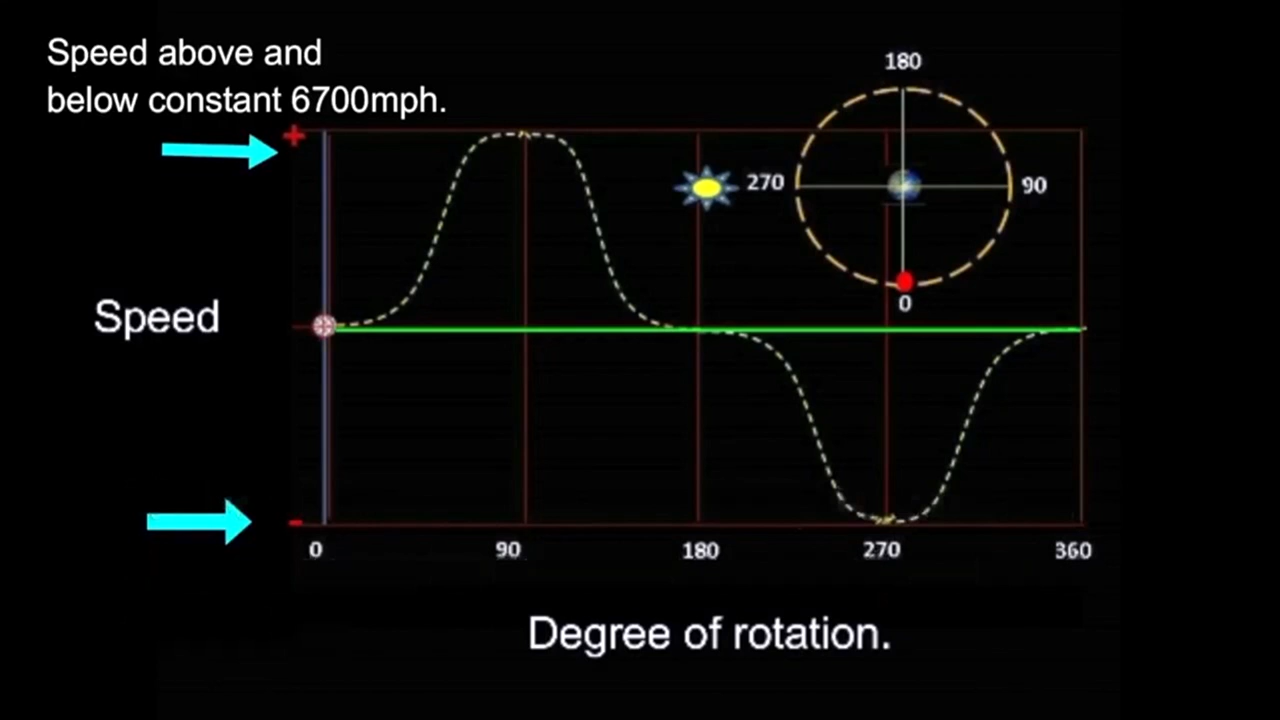 Speed above and
below constant 6700mph.
180
+
270
90
0
Speed
-
0 90 180 270 360
Degree of rotation.